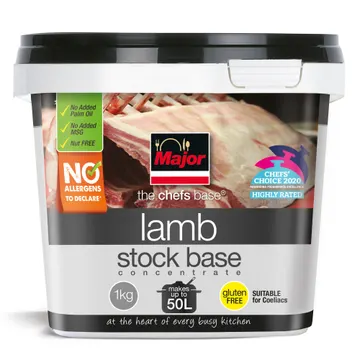 No Added
Palm Oil
No Added
MSG
Nut FREE
NO
ALLERGENS
TO DECLARE*
Major
the chefs base®
CHEFS'
CHOICE 2020
HIGHLY RATED
lamb
stock base
concentrate
1kg
makes
up to
50L
gluten
FREE
SUITABLE
for Coeliacs
at the heart of every busy kitchen